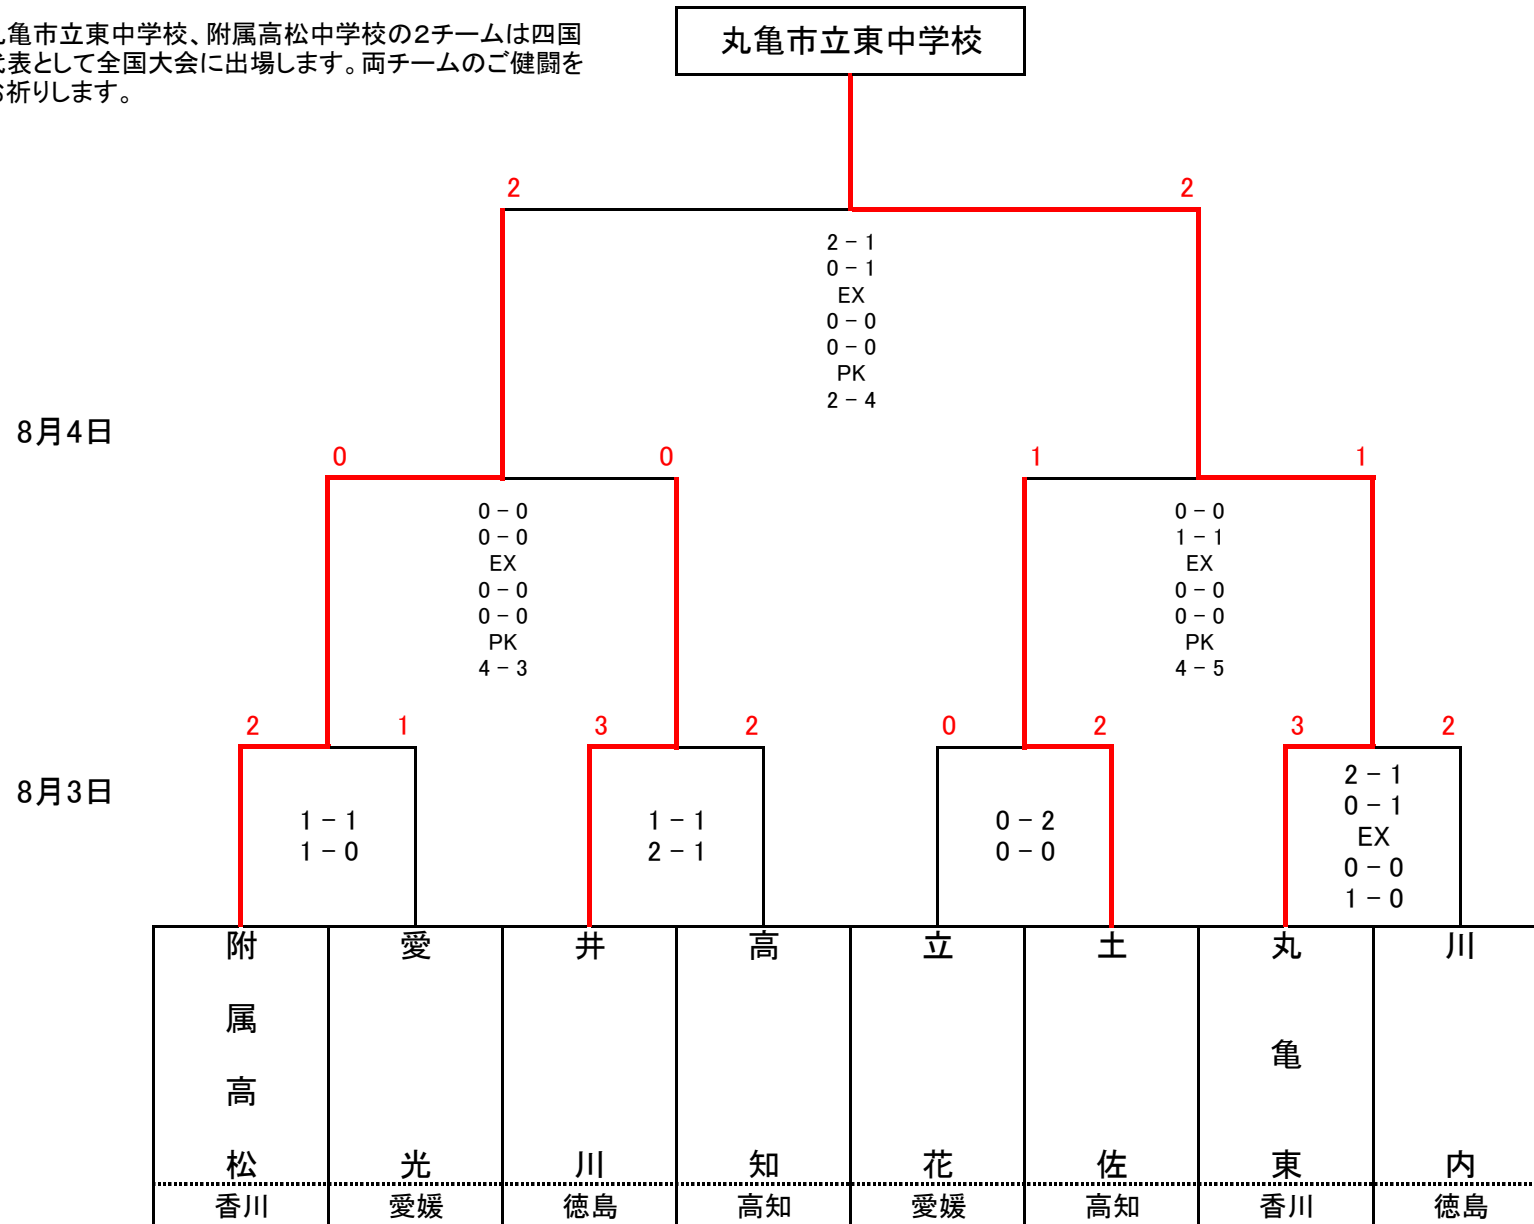 亀市立東中学校、附属高松中学校の2チームは四国
表として全国大会に出場します。両チームのご健闘を
祈りします。
丸亀市立東中学校
2
2
2 - 1
0 - 1
EX
0 - 0
0 - 0
PK
2 - 4
8月4日
0
0
1
1
0 - 0
0 - 0
EX
0 - 0
0 - 0
PK
4 - 3
0 - 0
1 - 1
EX
0 - 0
0 - 0
PK
4 - 5
2
1
3
2
0
2
3
2
8月3日
1 - 1
1 - 0
1 - 1
2 - 1
0 - 2
0 - 0
2 - 1
0 - 1
EX
0 - 0
1 - 0
附属高松
愛光
井川
高知
立花
土佐
丸亀東
川内
香川
愛媛
徳島
高知
愛媛
高知
香川
徳島